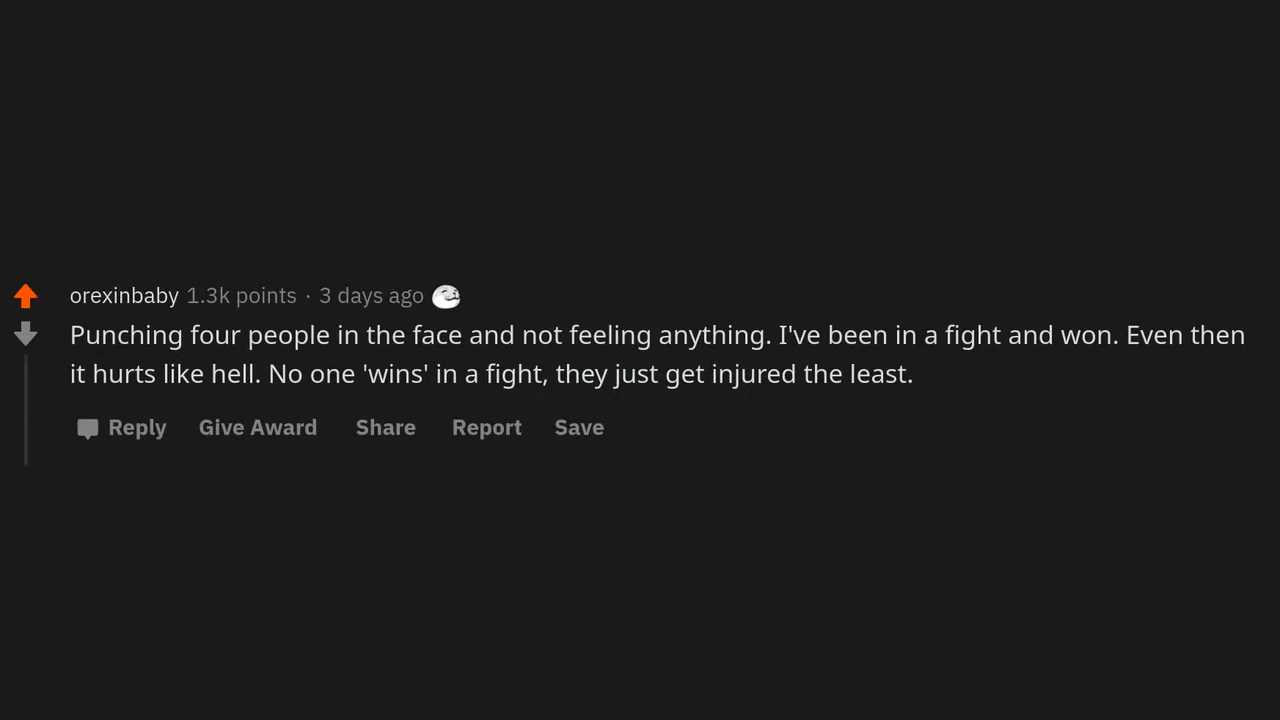 orexinbaby 1.3k points · 3 days ago
Punching four people in the face and not feeling anything. I've been in a fight and won. Even then
it hurts like hell. No one 'wins' in a fight, they just get injured the least.
Reply Give Award Share Report Save